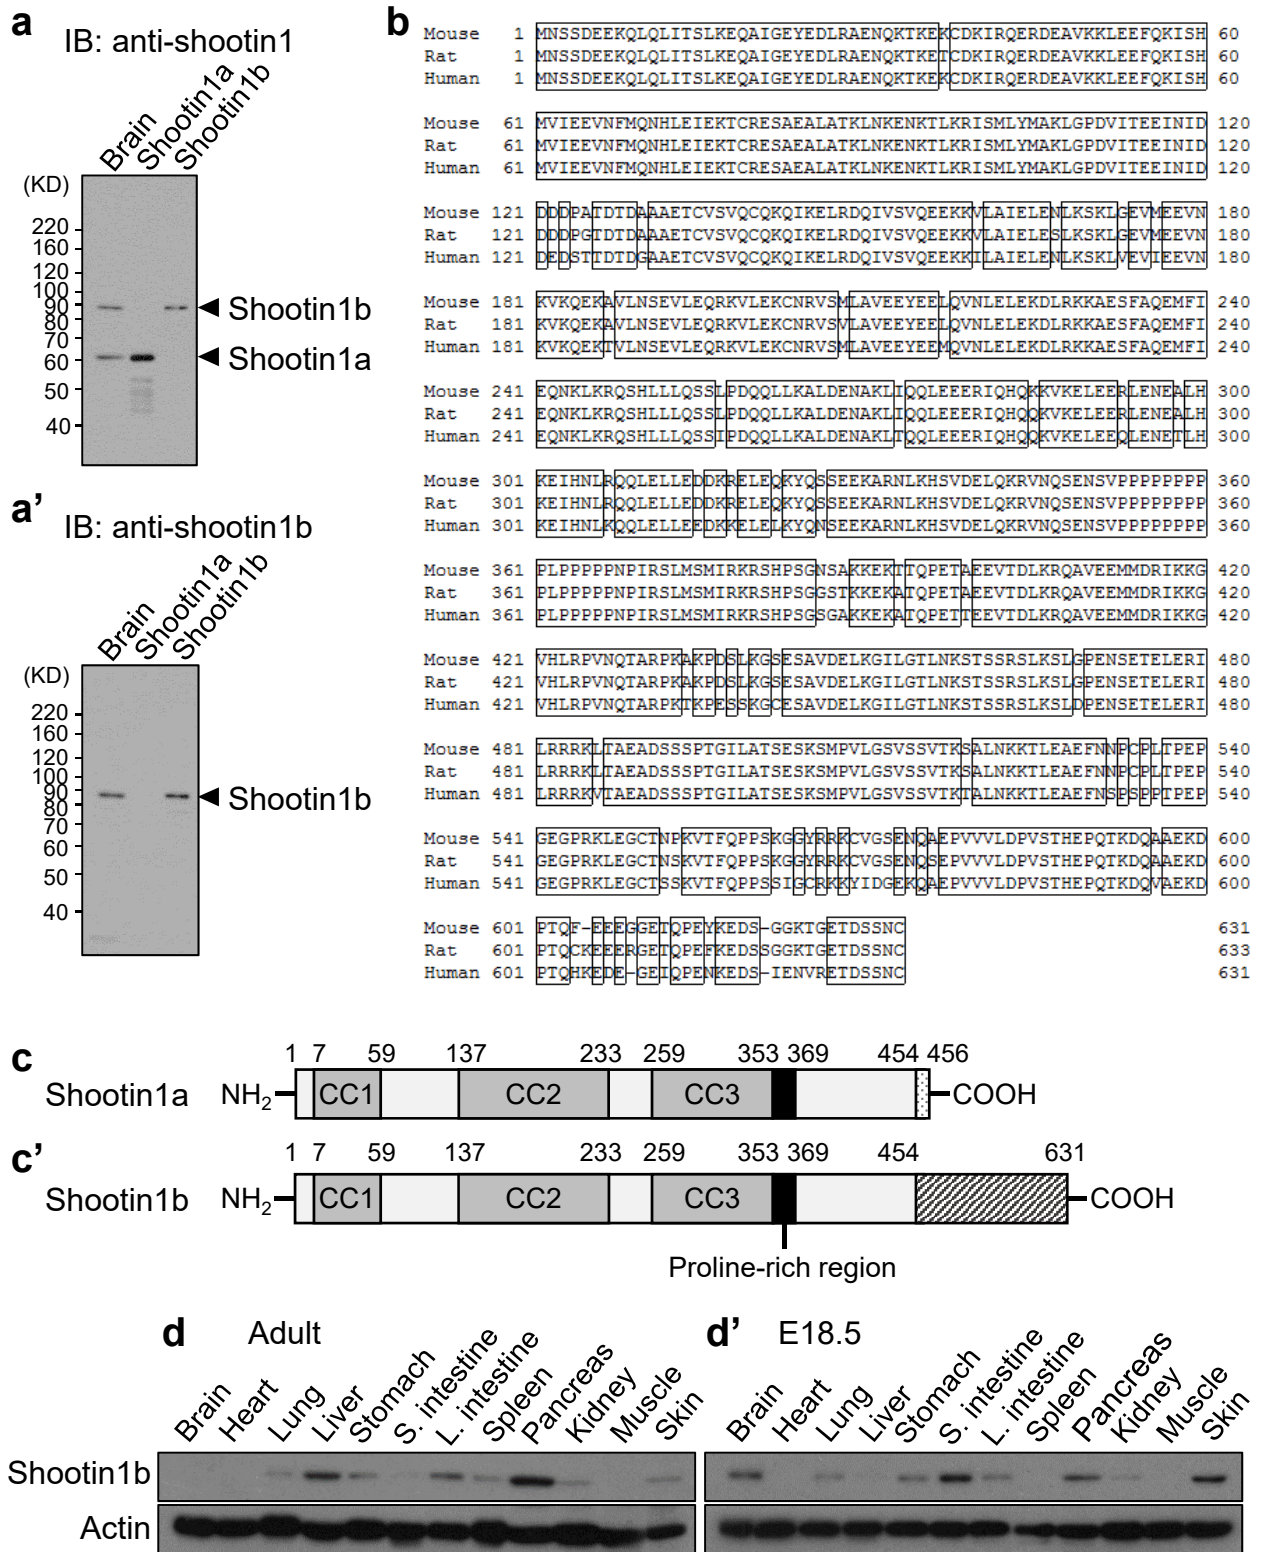 a
IB: anti-shootin1
Brain
Shootin1a
Shootin1b
(KD)
220
160
120
100
90
80
70
60
50
40
Shootin1b
Shootin1a
a’
IB: anti-shootin1b
Brain
Shootin1a
Shootin1b
(KD)
220
160
120
100
90
80
70
60
50
40
Shootin1b
b
Mouse 1 MNSSDEEKQLQLITSLKEQAIGEYEDLRAENQKTKEKCDKIRQERDEAVKKLEEFQKISH 60
Rat 1 MNSSDEEKQLQLITSLKEQAIGEYEDLRAENQKTKETCDKIRQERDEAVKKLEEFQKISH 60
Human 1 MNSSDEEKQLQLITSLKEQAIGEYEDLRAENQKTKEKCDKIRQERDEAVKKLEEFQKISH 60
Mouse 61 MVIEEVNFMQNHLEIEKTCRESAEALATKLNKENKTLKRISMLYMAKLGPDVITEEINID 120
Rat 61 MVIEEVNFMQNHLEIEKTCRESAEALATKLNKENKTLKRISMLYMAKLGPDVITEEINID 120
Human 61 MVIEEVNFMQNHLEIEKTCRESAEALATKLNKENKTLKRISMLYMAKLGPDVITEEINID 120
Mouse 121 DDDPATDTDAAAETCVSVQCQKQIKELRDQIVSVQEEKKVLAIELENLKSKLGEVMEEVN 180
Rat 121 DDDPGTDTDAAAETCVSVQCQKQIKELRDQIVSVQEEKKVLAIELESLKSKLGEVMEEVN 180
Human 121 DEDSTTDTDGAAETCVSVQCQKQIKELRDQIVSVQEEKKILAIELENLKSKLVEVIEEVN 180
Mouse 181 KVKQEKAVLNSEVLEQRKVLEKCNRVSMLAVEEYEELQVNLELEKDLRKKAESFAQEMFI 240
Rat 181 KVKQEKAVLNSEVLEQRKVLEKCNRVSVLAVEEYEELQVNLELEKDLRKKAESFAQEMFI 240
Human 181 KVKQEKTVLNSEVLEQRKVLEKCNRVSMLAVEEYEEMQVNLELEKDLRKKAESFAQEMFI 240
Mouse 241 EQNKLKRQSHLLLQSSLPDQQLLKALDENAKLIQQLEEERIQHQKKVKELEERLENEALH 300
Rat 241 EQNKLKRQSHLLLQSSLPDQQLLKALDENAKLIQQLEEERIQHQQKVKELEERLENEALH 300
Human 241 EQNKLKRQSHLLLQSSIPDQQLLKALDENAKLTQQLEEERIQHQQKVKELEEQLENETLH 300
Mouse 301 KEIHNLRQQLELLEDDKRELEQKYQSSEEKARNLKHSVDELQKRVNQSENSVPPPPPPPP 360
Rat 301 KEIHNLRQQLELLEDDKRELEQKYQSSEEKARNLKHSVDELQKRVNQSENSVPPPPPPPP 360
Human 301 KEIHNLKQQLELLEEDKKELELKYQNSEEKARNLKHSVDELQKRVNQSENSVPPPPPPPP 360
Mouse 361 PLPPPPPNPIRSLMSMIRKRSHPSGNSAKKEKTTQPETAEEVTDLKRQAVEEMMDRIKKG 420
Rat 361 PLPPPPPNPIRSLMSMIRKRSHPSGGSTKKEKATQPETAEEVTDLKRQAVEEMMDRIKKG 420
Human 361 PLPPPPPNPIRSLMSMIRKRSHPSGSGAKKEKATQPETTEEVTDLKRQAVEEMMDRIKKG 420
Mouse 421 VHLRPVNQTARPKAKPDSLKGSESAVDELKGILGTLNKSTSSRSLKSLGPENSETELERI 480
Rat 421 VHLRPVNQTARPKAKPDSLKGSESAVDELKGILGTLNKSTSSRSLKSLGPENSETELERI 480
Human 421 VHLRPVNQTARPKTKPESSKGCESAVDELKGILGTLNKSTSSRSLKSLDPENSETELERI 480
Mouse 481 LRRRKLTAEADSSSPTGILATSESKSMPVLGSVSSVTKSALNKKTLEAEFNNPCPLTPEP 540
Rat 481 LRRRKLTAEADSSSPTGILATSESKSMPVLGSVSSVTKSALNKKTLEAEFNNPCPLTPEP 540
Human 481 LRRRKVTAEADSSSPTGILATSESKSMPVLGSVSSVTKTALNKKTLEAEFNSPSPPTPEP 540
Mouse 541 GEGPRKLEGCTNPKVTFQPPSKGGYRRKCVGSENQAEPVVVLDPVSTHEPQTKDQAAEKD 600
Rat 541 GEGPRKLEGCTNSKVTFQPPSKGGYRRKCVGSENQSEPVVVLDPVSTHEPQTKDQAAEKD 600
Human 541 GEGPRKLEGCTSSKVTFQPPSSIGCRKKYIDGEKQAEPVVVLDPVSTHEPQTKDQVAEKD 600
Mouse 601 PTQF-EEEGGETQPEYKEDS-GGKTGETDSSNC 631
Rat 601 PTQCKEEERGETQPEFKEDSSGGKTGETDSSNC 633
Human 601 PTQHKEDE-GEIQPENKEDS-IENVRETDSSNC 631
c
1 7 59 137 233 259 353 369 454 456
Shootin1a NH2 CC1 CC2 CC3 COOH
c’
1 7 59 137 233 259 353 369 454 631
Shootin1b NH2 CC1 CC2 CC3 COOH
Proline-rich region
d Adult
Brain
Heart
Lung
Liver
Stomach
S. intestine
L. intestine
Spleen
Pancreas
Kidney
Muscle
Skin
d’ E18.5
Brain
Heart
Lung
Liver
Stomach
S. intestine
L. intestine
Spleen
Pancreas
Kidney
Muscle
Skin
Shootin1b
Actin